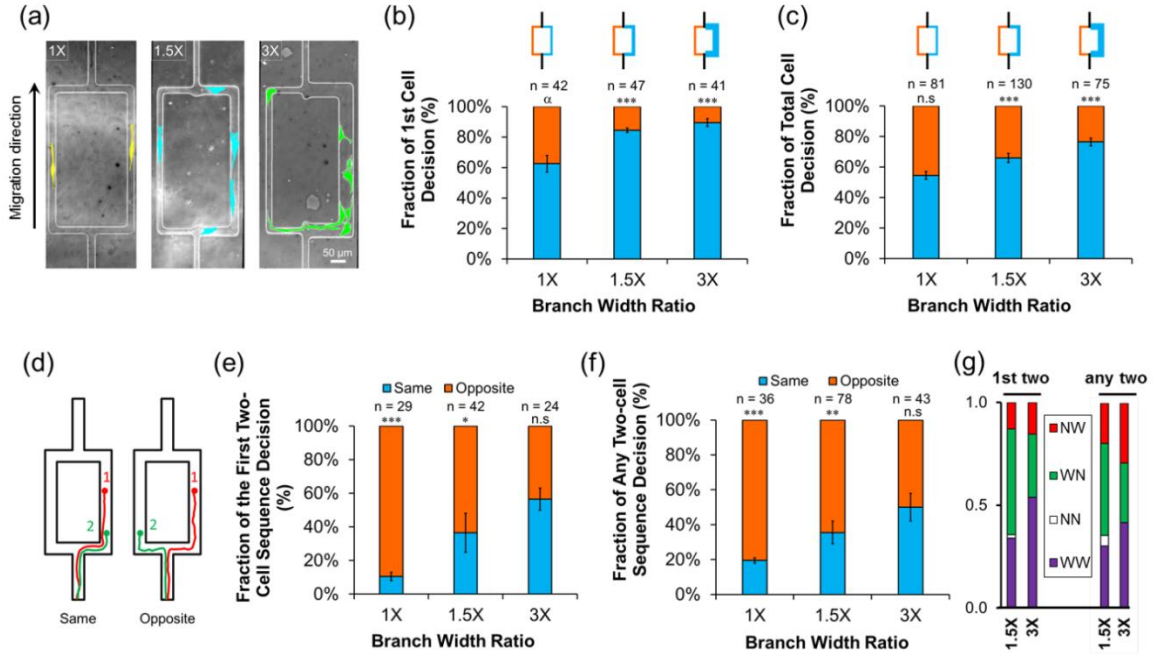 (a)
1X
1.5X
3X
Migration direction
50 µm
(b)
n = 42
n = 47
n = 41
α
***
***
100%
80%
60%
40%
20%
0%
Fraction of 1st Cell
Decision (%)
1X
1.5X
3X
Branch Width Ratio
(c)
n = 81
n = 130
n = 75
n.s
***
***
100%
80%
60%
40%
20%
0%
Fraction of Total Cell
Decision (%)
1X
1.5X
3X
Branch Width Ratio
(d)
1
2
Same
1
2
Opposite
(e)
Same
Opposite
n = 29
n = 42
n = 24
***
*
n.s
100%
80%
60%
40%
20%
0%
Fraction of the First Two-
Cell Sequence Decision
(%)
1X
1.5X
3X
Branch Width Ratio
(f)
Same
Opposite
n = 36
n = 78
n = 43
***
**
n.s
100%
80%
60%
40%
20%
0%
Fraction of Any Two-cell
Sequence Decision (%)
1X
1.5X
3X
Branch Width Ratio
(g)
1st two
any two
1.0
0.5
0.0
NW
WN
NN
WW
1.5X
3X
1.5X
3X